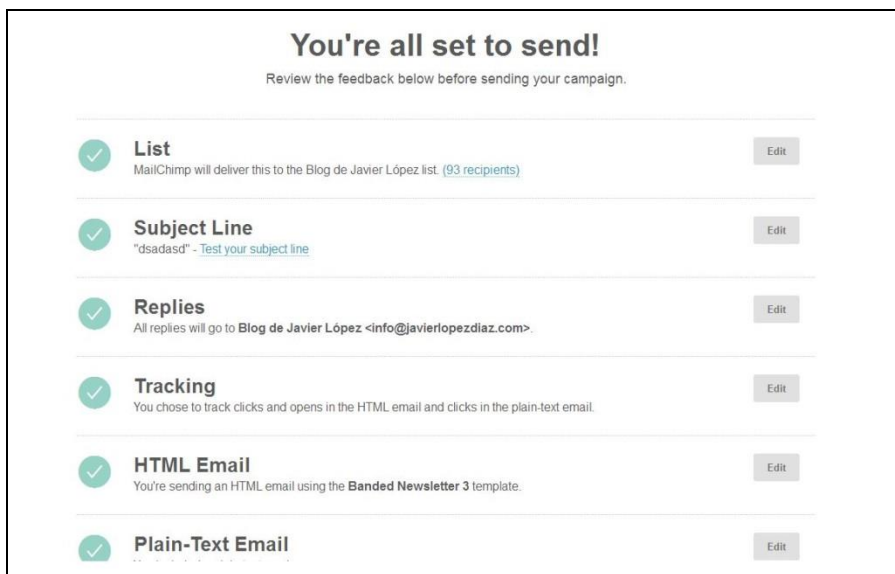 You're all set to send!
Review the feedback below before sending your campaign.
List
Edit
MailChimp will deliver this to the Blog de Javier López list. (93 recipients)
Subject Line
Edit
"dsadasd" - Test your subject line
Replies
Edit
All replies will go to Blog de Javier López <info@javierlopezdiaz.com>.
Tracking
Edit
You chose to track clicks and opens in the HTML email and clicks in the plain-text email.
HTML Email
Edit
You're sending an HTML email using the Banded Newsletter 3 template.
Plain-Text Email
Edit